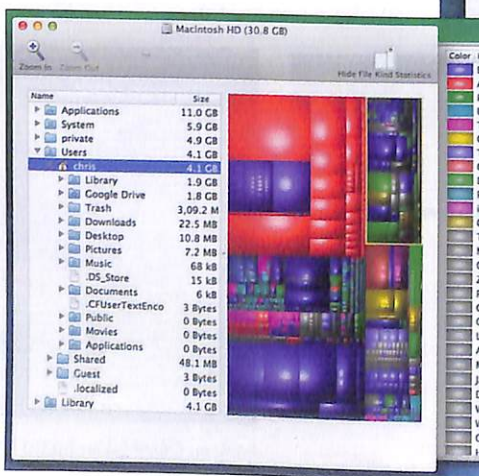 Macintosh HD (30.8 GB)
Zoom In Zoom Out
Hide File Kind Statistics
Name Size
Applications 11.0 GB
System 5.9 GB
private 4.9 GB
Users 4.1 GB
chris 4.1 GB
Library 1.9 GB
Google Drive 1.8 GB
Trash 3,09.2 M
Downloads 22.5 MB
Desktop 10.8 MB
Pictures 7.2 MB
Music 68 kB
.DS_Store 15 kB
Documents 6 kB
.CFUserTextEnco 3 Bytes
Public 0 Bytes
Movies 0 Bytes
Applications 0 Bytes
Shared 48.1 MB
Guest 3 Bytes
.localized 0 Bytes
Library 4.1 GB
Color